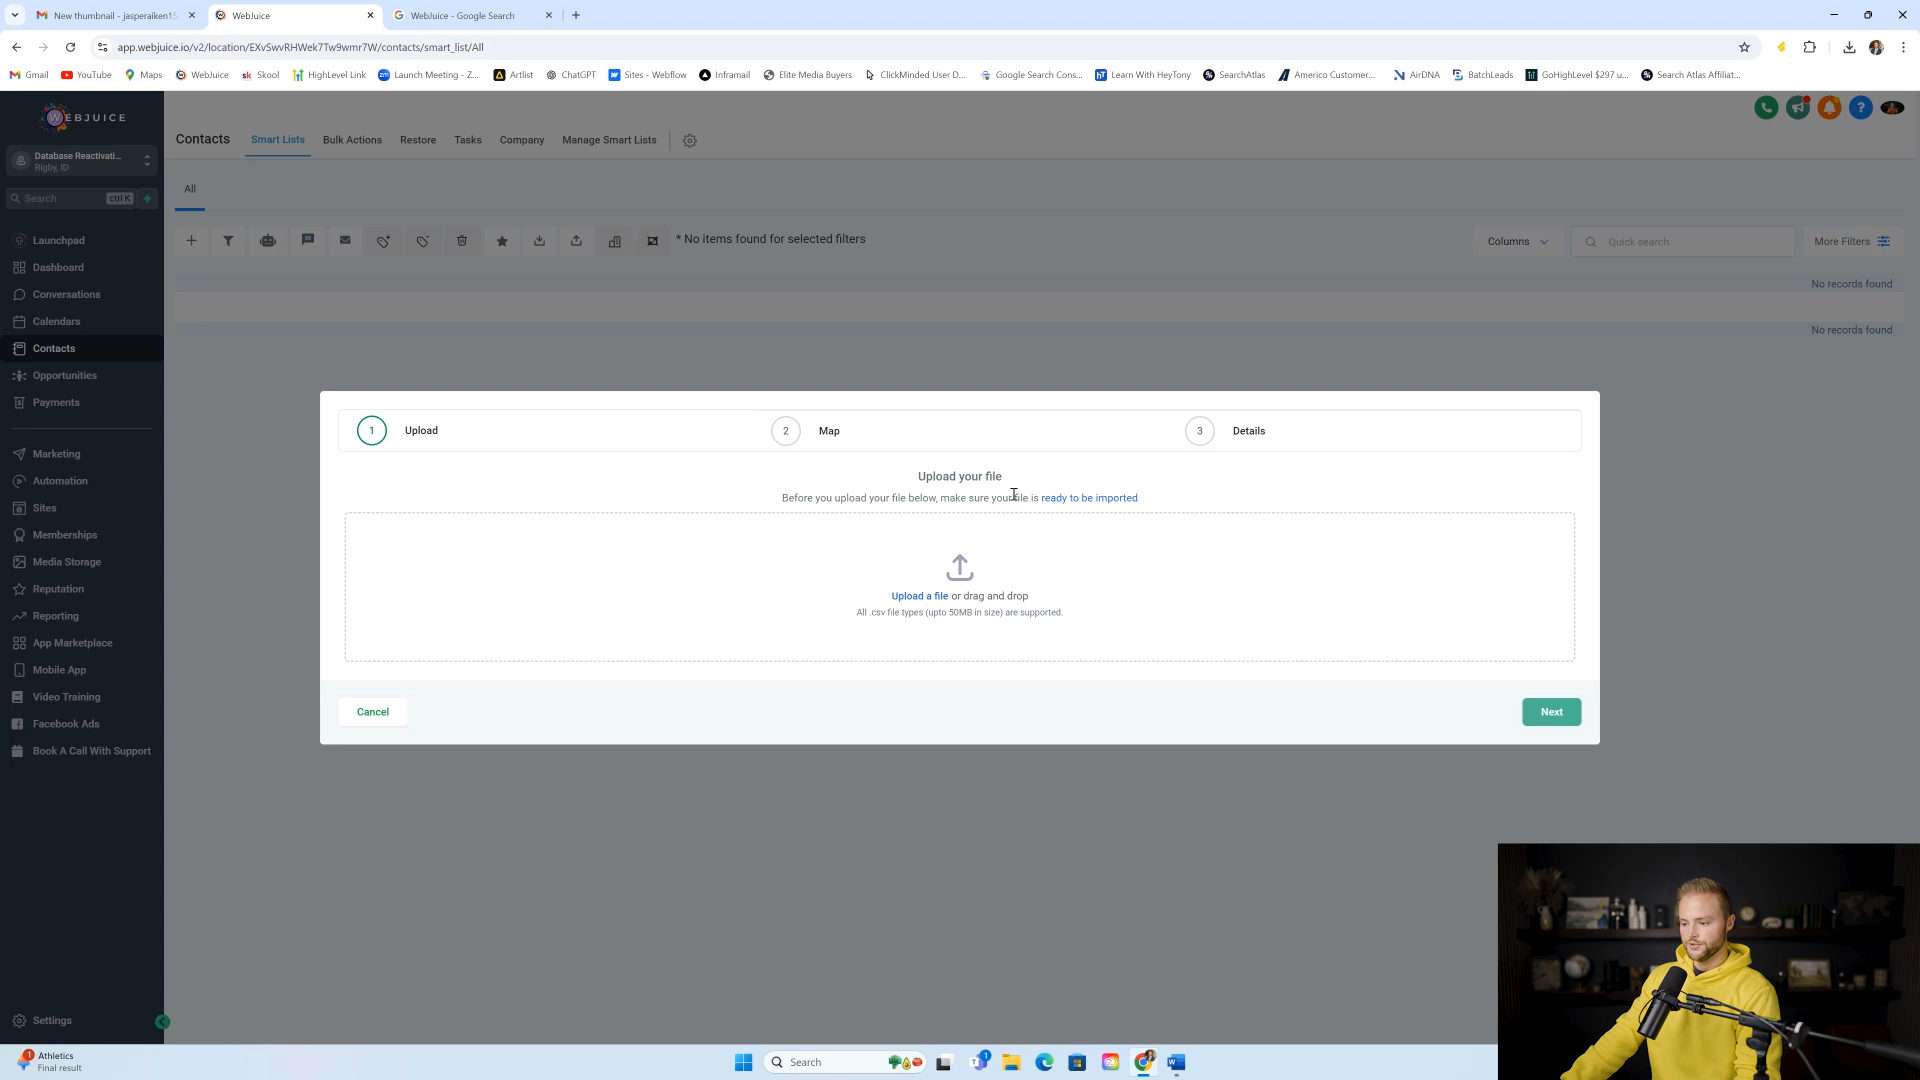 New thumbnail - jasperaiken15
WebJuice
WebJuice - Google Search
app.webjuice.io/v2/location/EXvSwvRHWek7Tw9wmr7W/contacts/smart_list/All
Gmail
YouTube
Maps
WebJuice
Skool
HighLevel Link
Launch Meeting - Z...
Artlist
ChatGPT
Sites - Webflow
Inframail
Elite Media Buyers
ClickMinded User D...
Google Search Cons...
Learn With HeyTony
SearchAtlas
Americo Customer...
AirDNA
BatchLeads
GoHighLevel $297 u...
Search Atlas Affiliat...
WEBJUICE
Database Reactivati...
Rigby, ID
Search
ctrl K
Launchpad
Dashboard
Conversations
Calendars
Contacts
Opportunities
Payments
Marketing
Automation
Sites
Memberships
Media Storage
Reputation
Reporting
App Marketplace
Mobile App
Video Training
Facebook Ads
Book A Call With Support
Settings
Contacts
Smart Lists
Bulk Actions
Restore
Tasks
Company
Manage Smart Lists
All
* No items found for selected filters
Columns
Quick search
More Filters
No records found
No records found
1 Upload
2 Map
3 Details
Upload your file
Before you upload your file below, make sure your file is ready to be imported
Upload a file or drag and drop
All .csv file types (upto 50MB in size) are supported.
Cancel
Next
1
Athletics
Final result
Search
1